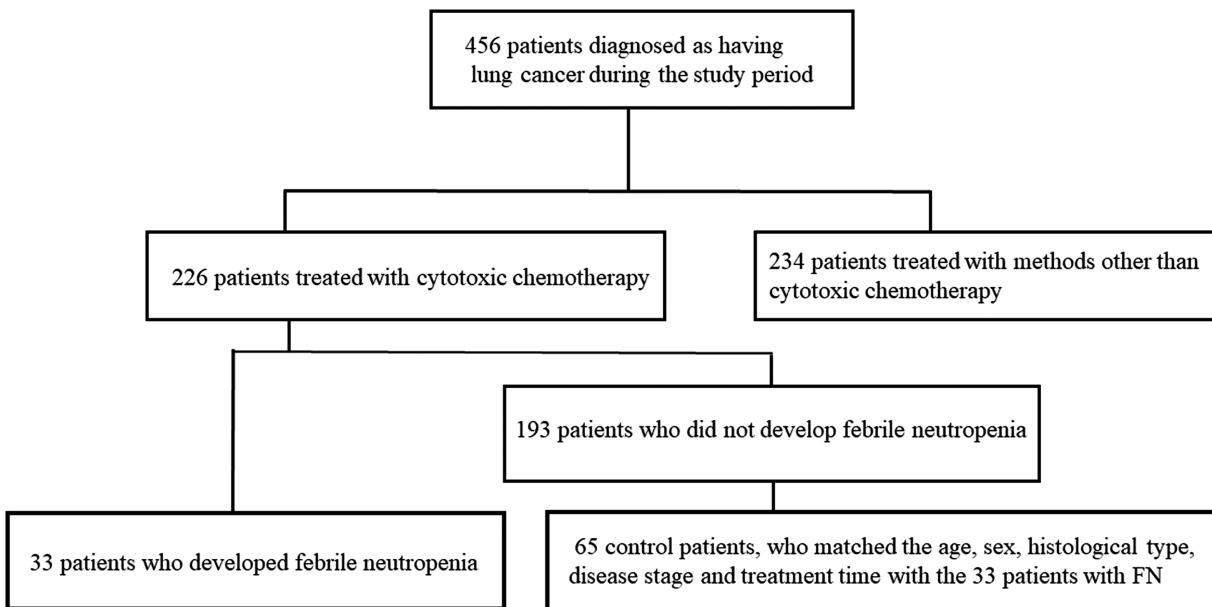 456 patients diagnosed as having
lung cancer during the study period
226 patients treated with cytotoxic chemotherapy
234 patients treated with methods other than
cytotoxic chemotherapy
193 patients who did not develop febrile neutropenia
33 patients who developed febrile neutropenia
65 control patients, who matched the age, sex, histological type,
disease stage and treatment time with the 33 patients with FN